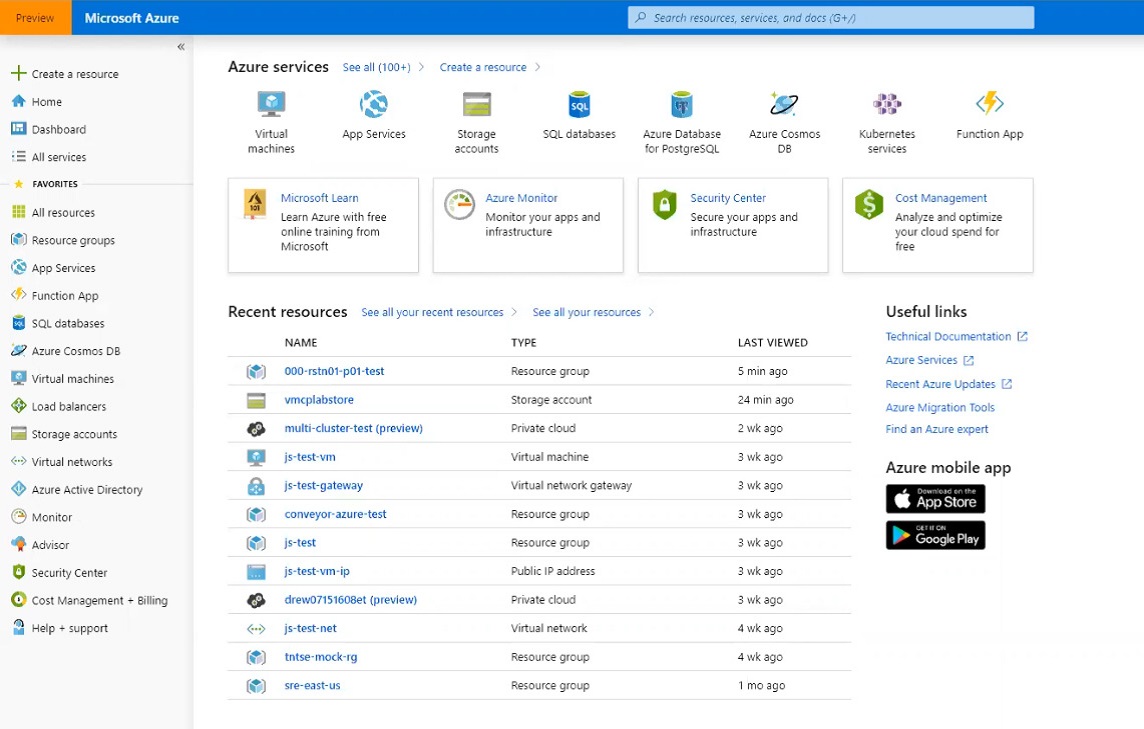 Preview
Microsoft Azure
Search resources, services, and docs (G+/)
«
Create a resource
Home
Dashboard
All services
FAVORITES
All resources
Resource groups
App Services
Function App
SQL databases
Azure Cosmos DB
Virtual machines
Load balancers
Storage accounts
Virtual networks
Azure Active Directory
Monitor
Advisor
Security Center
Cost Management + Billing
Help + support
Azure services See all (100+) Create a resource
Virtual
machines
App Services
Storage
accounts
SQL
SQL databases
Azure Database
for PostgreSQL
Azure Cosmos
DB
Kubernetes
services
Function App
101
Microsoft Learn
Learn Azure with free
online training from
Microsoft
Azure Monitor
Monitor your apps and
infrastructure
Security Center
Secure your apps and
infrastructure
$
Cost Management
Analyze and optimize
your cloud spend for
free
Recent resources See all your recent resources See all your resources
NAME TYPE LAST VIEWED
000-rstn01-p01-test Resource group 5 min ago
vmcplabstore Storage account 24 min ago
multi-cluster-test (preview) Private cloud 2 wk ago
js-test-vm Virtual machine 3 wk ago
js-test-gateway Virtual network gateway 3 wk ago
conveyor-azure-test Resource group 3 wk ago
js-test Resource group 3 wk ago
js-test-vm-ip Public IP address 3 wk ago
drew07151608et (preview) Private cloud 3 wk ago
js-test-net Virtual network 4 wk ago
tntse-mock-rg Resource group 4 wk ago
sre-east-us Resource group 1 mo ago
Useful links
Technical Documentation
Azure Services
Recent Azure Updates
Azure Migration Tools
Find an Azure expert
Azure mobile app
Download on the
App Store
GET IT ON
Google Play